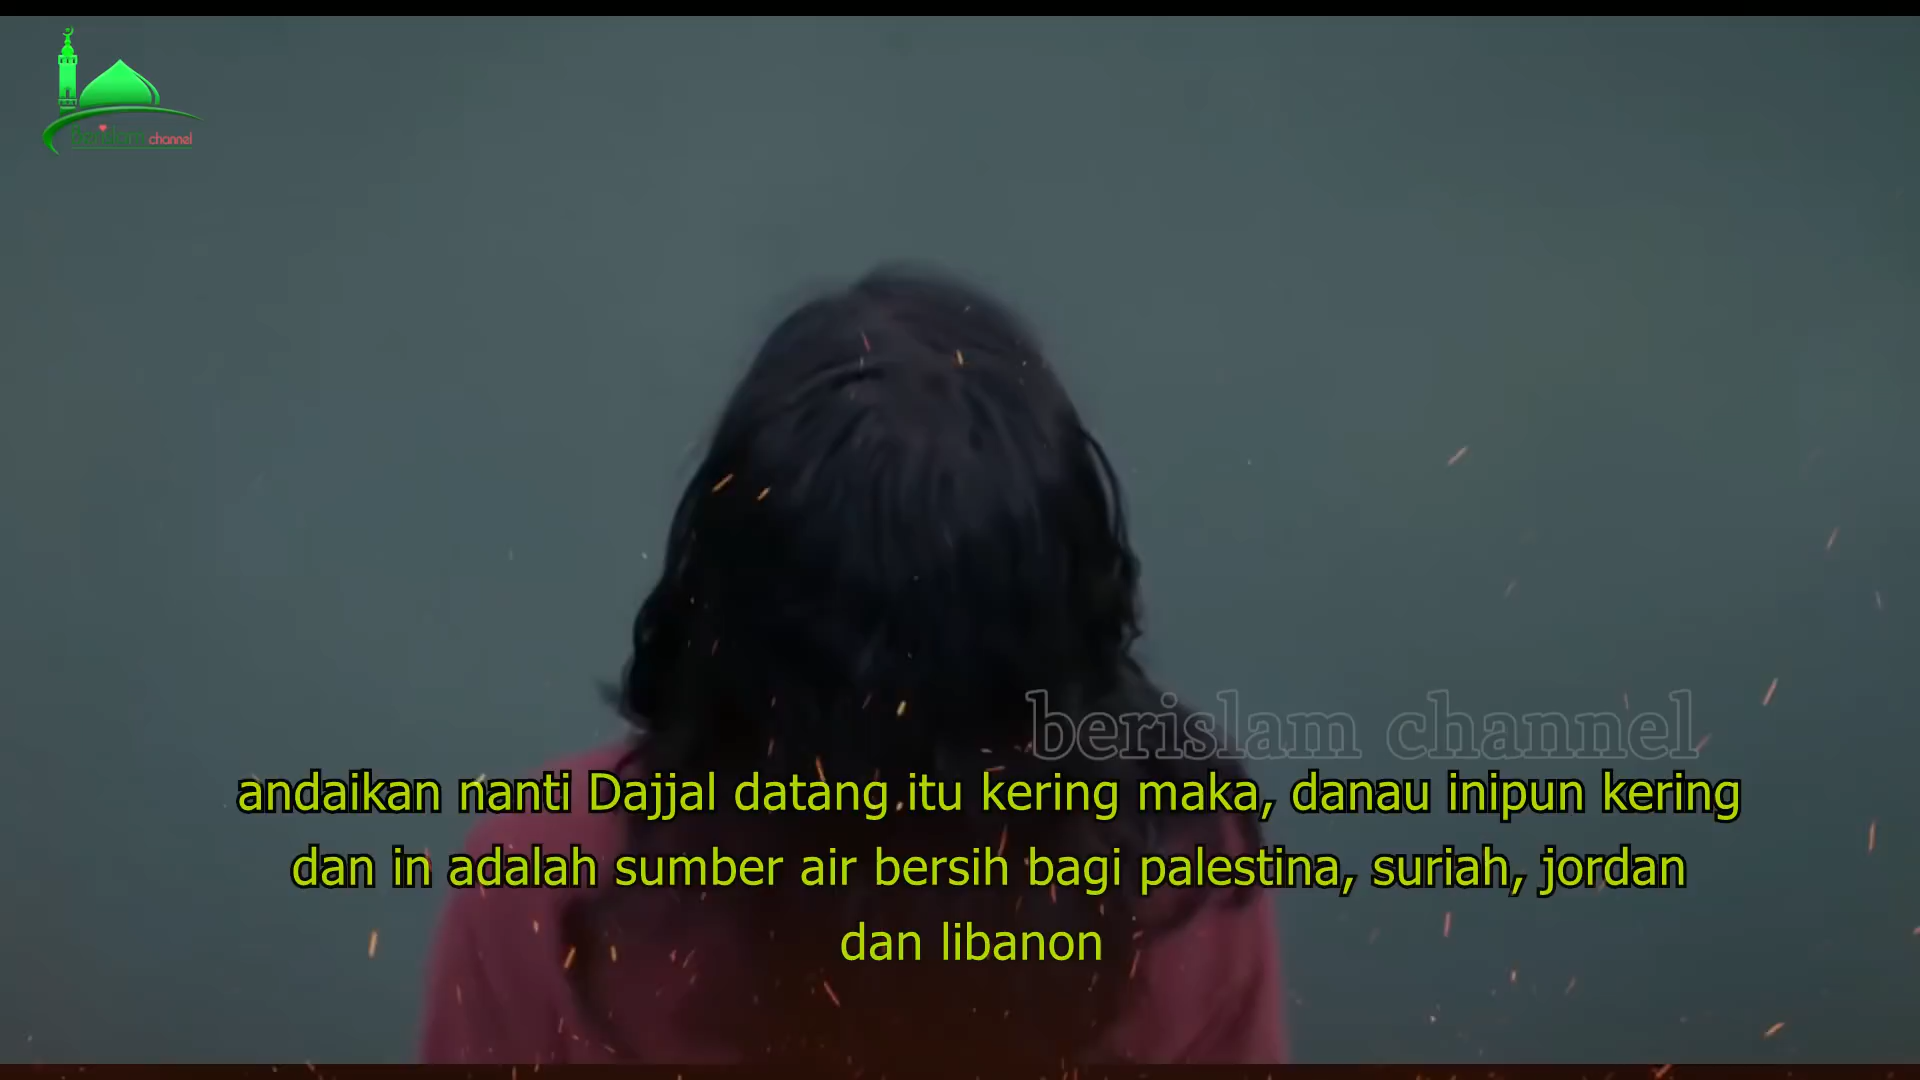 berislam channel
channel
andaikan nanti Dajjal datang itu kering maka, danau inipun kering
dan in adalah sumber air bersih bagi palestina, suriah, jordan
dan libanon